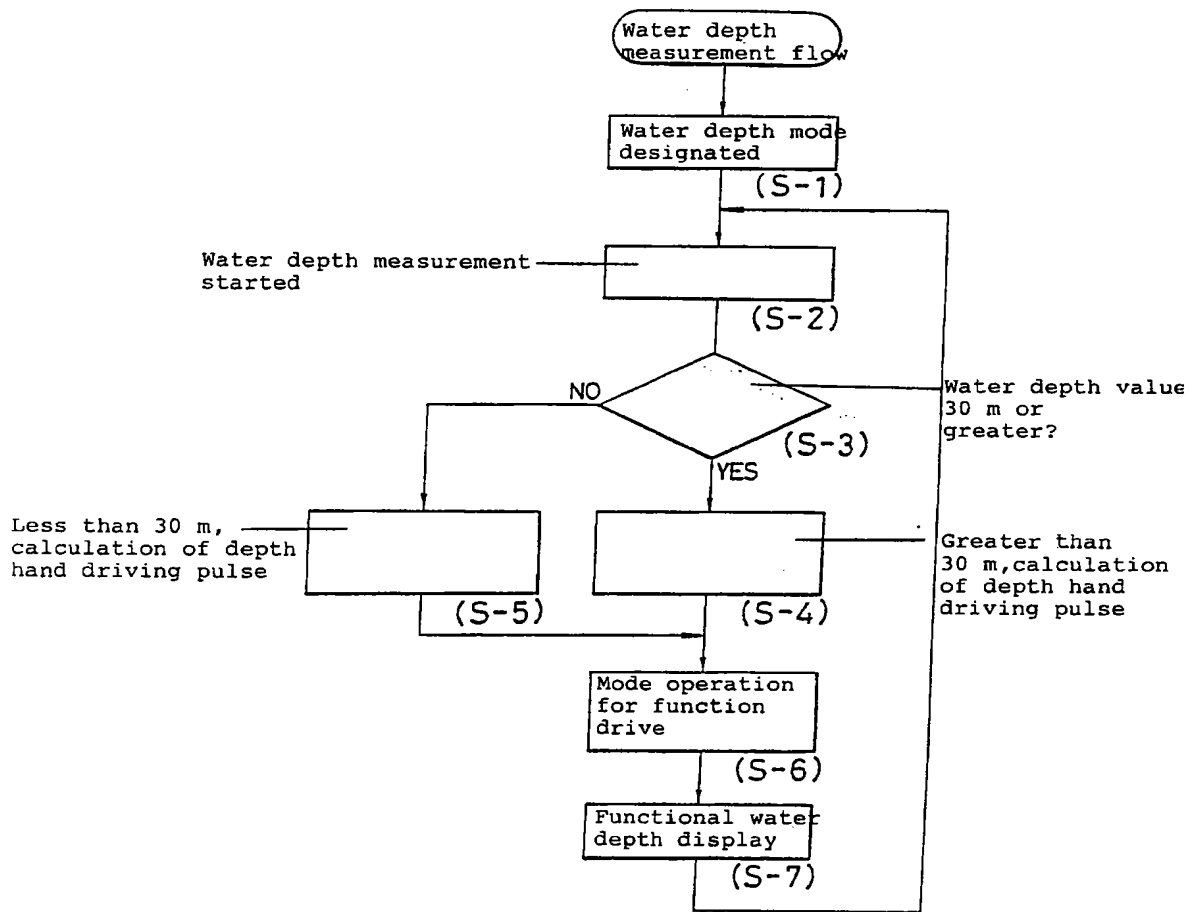 Water depth
measurement flow
Water depth mode
designated
(S-1)
Water depth measurement
started
(S-2)
NO
Water depth value
30 m or
greater?
(S-3)
YES
Less than 30 m,
calculation of depth
hand driving pulse
(S-5)
(S-4)
Greater than
30 m,calculation
of depth hand
driving pulse
Mode operation
for function
drive
(S-6)
Functional water
depth display
(S-7)